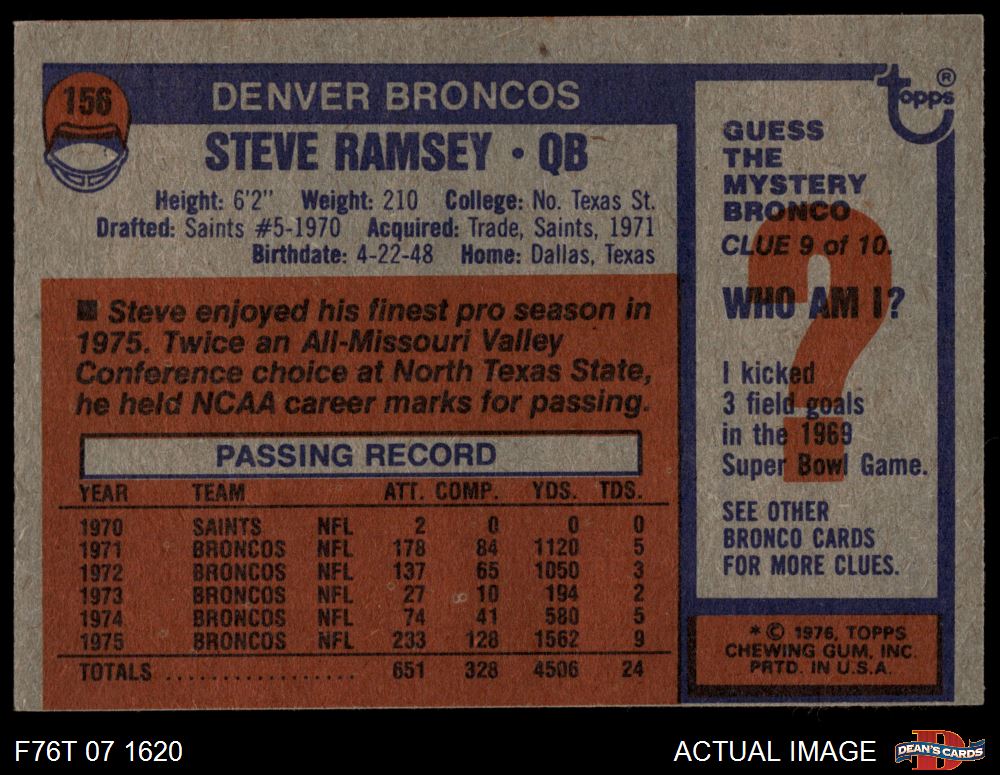 156
DENVER BRONCOS
STEVE RAMSEY • QB
Height: 6'2" Weight: 210 College: No. Texas St.
Drafted: Saints #5-1970 Acquired: Trade, Saints, 1971
Birthdate: 4-22-48 Home: Dallas, Texas
■ Steve enjoyed his finest pro season in
1975. Twice an All-Missouri Valley
Conference choice at North Texas State,
he held NCAA career marks for passing.
PASSING RECORD
YEAR TEAM ATT. COMP. YDS. TDS.
1970 SAINTS NFL 2 0 0 0
1971 BRONCOS NFL 178 84 1120 5
1972 BRONCOS NFL 137 65 1050 3
1973 BRONCOS NFL 27 10 194 2
1974 BRONCOS NFL 74 41 580 5
1975 BRONCOS NFL 233 128 1562 9
TOTALS .................. 651 328 4506 24
topps®
GUESS
THE
MYSTERY
BRONCO
CLUE 9 of 10.
?
WHO AM I?
I kicked
3 field goals
in the 1969
Super Bowl Game.
SEE OTHER
BRONCO CARDS
FOR MORE CLUES.
* © 1976, TOPPS
CHEWING GUM, INC.
PRTD. IN U.S.A.
F76T 07 1620
ACTUAL IMAGE
D
DEAN'S CARDS